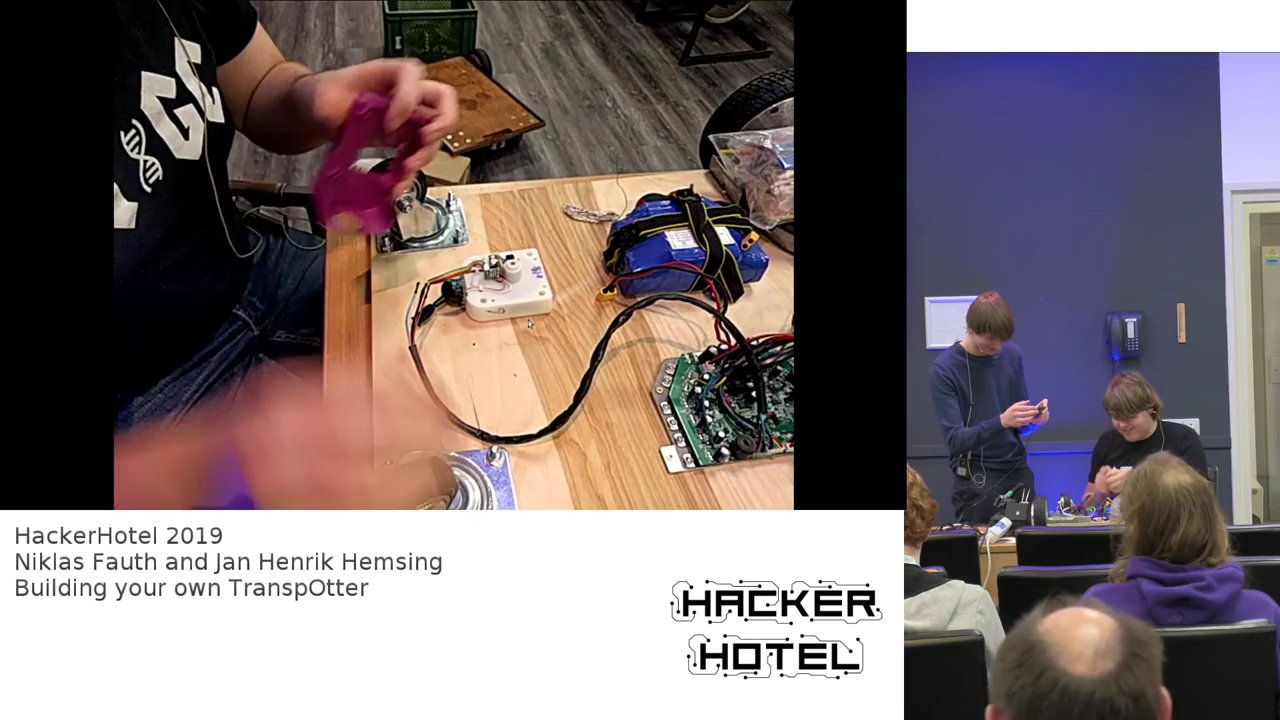 HackerHotel 2019
Niklas Fauth and Jan Henrik Hemsing
Building your own TranspOtter
HACKER
HOTEL